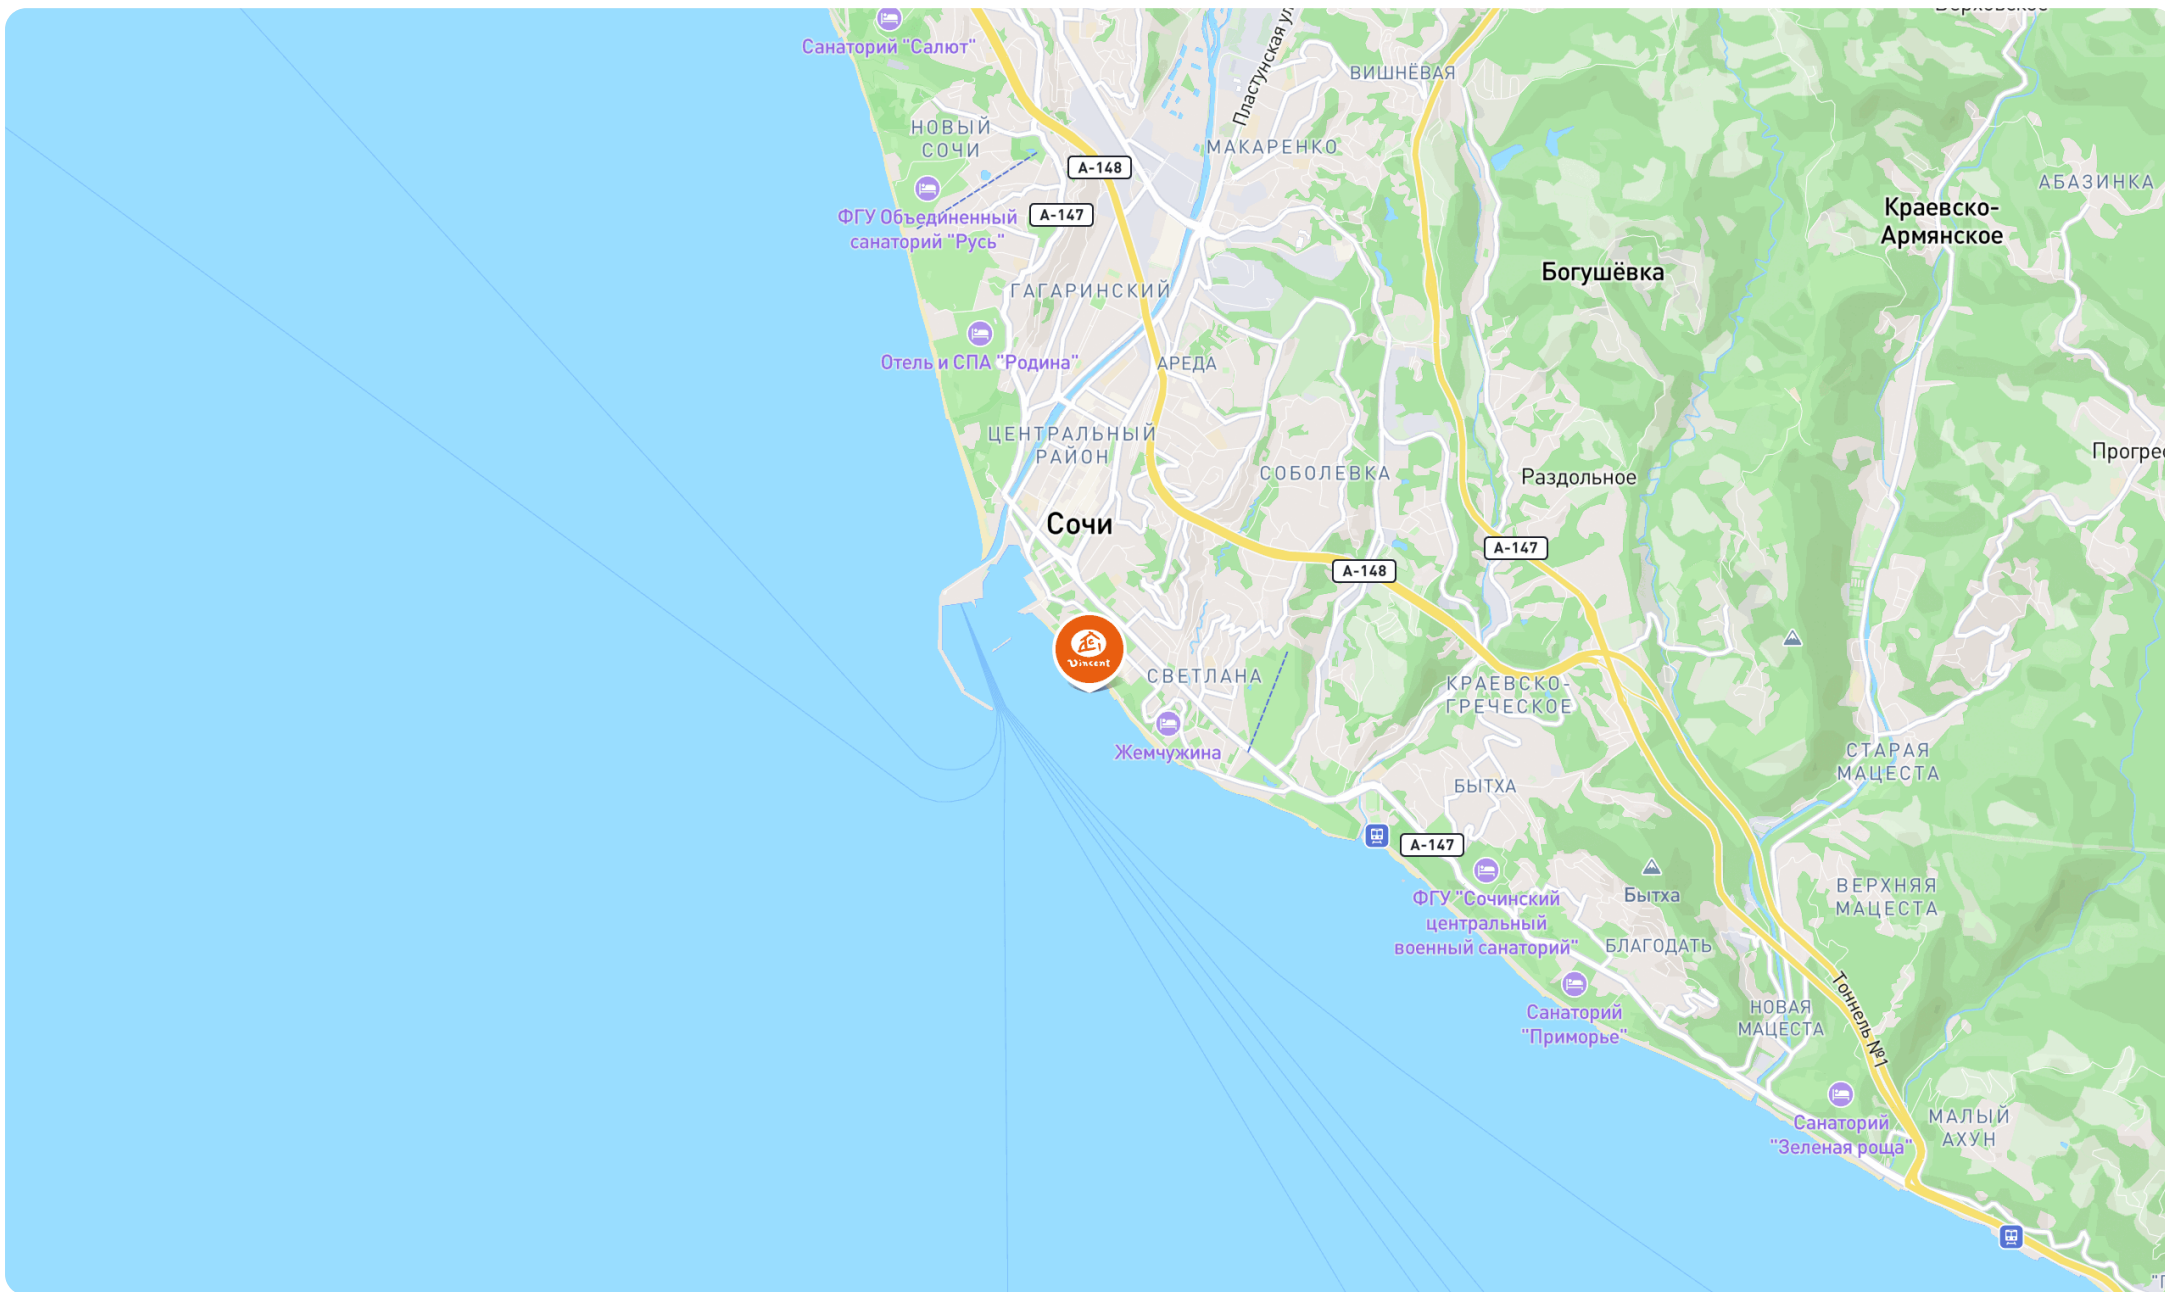 Верховское
Санаторий "Салют"
Пластунская ул
ВИШНЁВАЯ
НОВЫЙ
СОЧИ
МАКАРЕНКО
А-148
АБАЗИНКА
ФГУ Объединенный
санаторий "Русь"
А-147
Краевско-
Армянское
Богушёвка
ГАГАРИНСКИЙ
Отель и СПА "Родина"
АРЕДА
ЦЕНТРАЛЬНЫЙ
РАЙОН
СОБОЛЕВКА
Раздольное
Прогрес
Сочи
А-147
А-148
Vincent
СВЕТЛАНА
КРАЕВСКО-
ГРЕЧЕСКОЕ
Жемчужина
СТАРАЯ
МАЦЕСТА
БЫТХА
А-147
ФГУ "Сочинский
центральный
военный санаторий"
Бытха
ВЕРХНЯЯ
МАЦЕСТА
БЛАГОДАТЬ
Санаторий
"Приморье"
НОВАЯ
МАЦЕСТА
Тоннель №1
Санаторий
"Зеленая роща"
МАЛЫЙ
АХУН